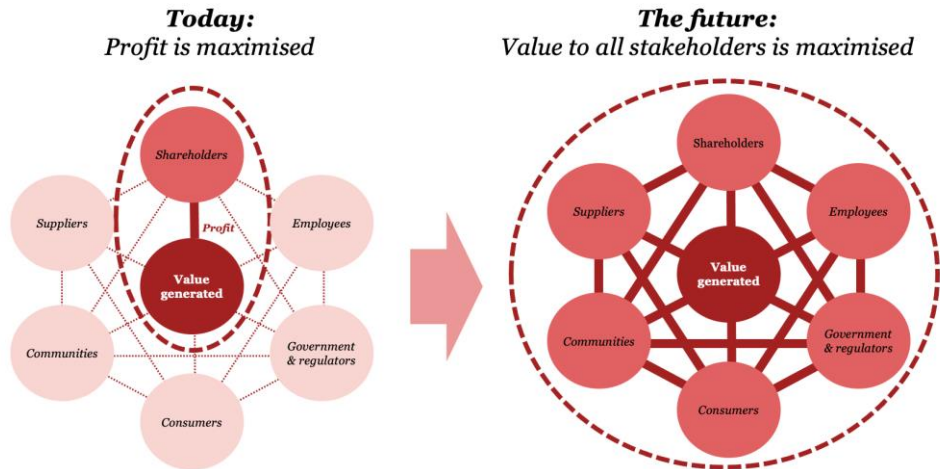 Today:
Profit is maximised
Shareholders
Suppliers
Employees
Profit
Value
generated
Communities
Government
& regulators
Consumers
The future:
Value to all stakeholders is maximised
Shareholders
Suppliers
Employees
Value
generated
Communities
Government
& regulators
Consumers